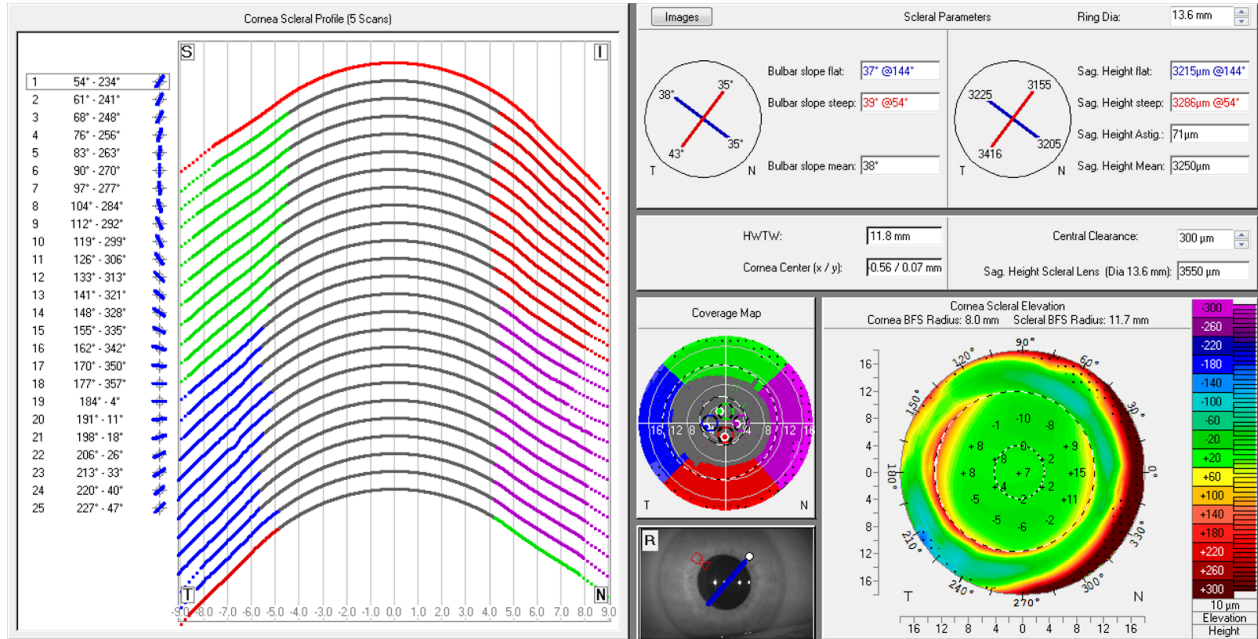 Cornea Scleral Profile (5 Scans)
S
I
1 54° - 234°
2 61° - 241°
3 68° - 248°
4 76° - 256°
5 83° - 263°
6 90° - 270°
7 97° - 277°
8 104° - 284°
9 112° - 292°
10 119° - 299°
11 126° - 306°
12 133° - 313°
13 141° - 321°
14 148° - 328°
15 155° - 335°
16 162° - 342°
17 170° - 350°
18 177° - 357°
19 184° - 4°
20 191° - 11°
21 198° - 18°
22 206° - 26°
23 213° - 33°
24 220° - 40°
25 227° - 47°
T
N
-9.0 -8.0 -7.0 -6.0 -5.0 -4.0 -3.0 -2.0 -1.0 0.0 1.0 2.0 3.0 4.0 5.0 6.0 7.0 8.0 9.0
Images
Scleral Parameters
Ring Dia: 13.6 mm
38° 35°
43° 35°
T N
Bulbar slope flat: 37° @144°
Bulbar slope steep: 39° @54°
Bulbar slope mean: 38°
3225 3155
3416 3205
T N
Sag. Height flat: 3215µm @144°
Sag. Height steep: 3286µm @54°
Sag. Height Astig.: 71µm
Sag. Height Mean: 3250µm
HWTW: 11.8 mm
Cornea Center (x / y): -0.56 / 0.07 mm
Central Clearance: 300 µm
Sag. Height Scleral Lens (Dia 13.6 mm): 3550 µm
Coverage Map
16 12 8 4 8 12 16
T N
R
Cornea Scleral Elevation
Cornea BFS Radius: 8.0 mm Scleral BFS Radius: 11.7 mm
90°
120° 60°
150° 30°
180° 0°
210° 330°
240° 300°
270°
16
12
8
4
0
4
8
12
16
-10
-1 -8
+8 0 +9
+8
+8 +7 +15
+4 -2
-5 -2 +11
-5 -2
-6
T N
16 12 8 4 0 4 8 12 16
-300
-260
-220
-180
-140
-100
-60
-20
+20
+60
+100
+140
+180
+220
+260
+300
10 µm
Elevation
Height